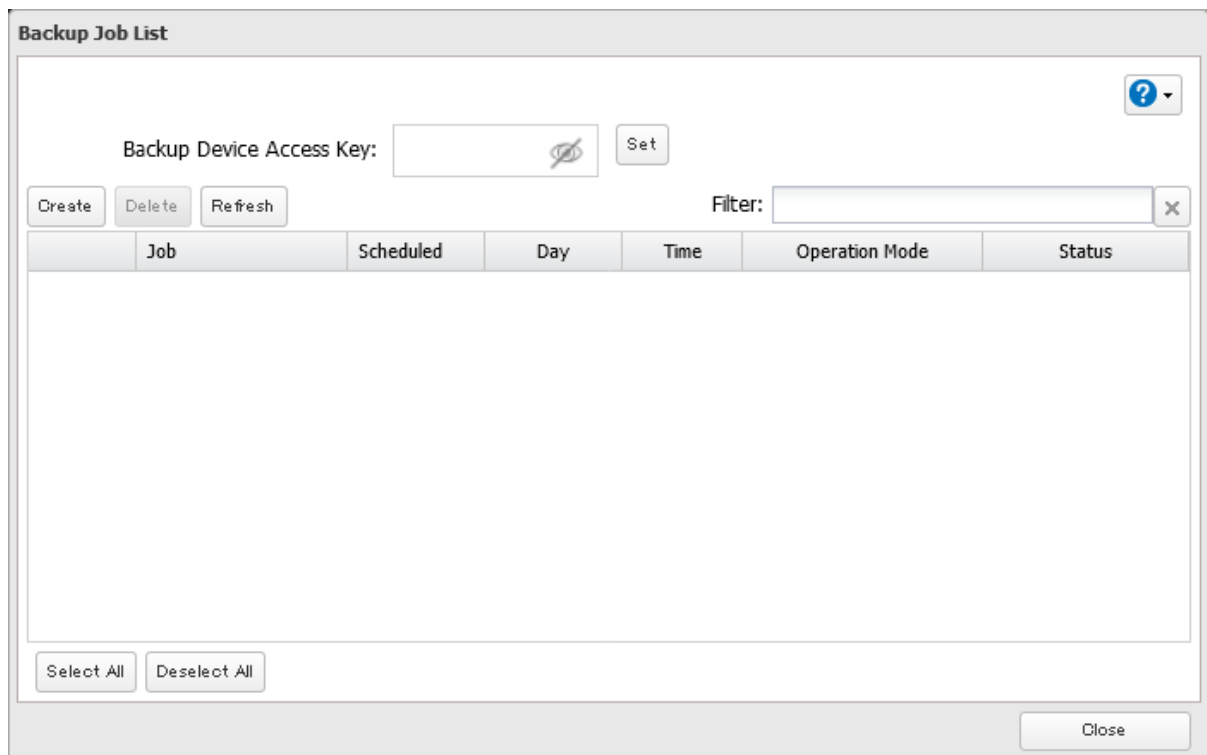 Backup Job List
?
Backup Device Access Key: Set
Create Delete Refresh Filter:
Job Scheduled Day Time Operation Mode Status
Select All Deselect All
Close